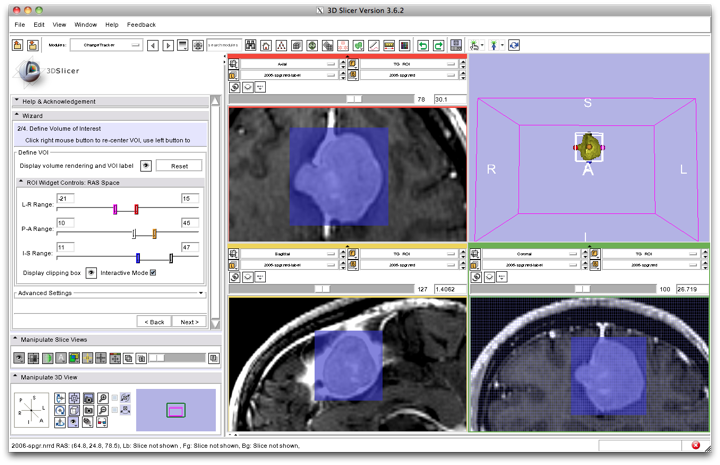 3D Slicer Version 3.6.2
File Edit View Window Help Feedback
Modules: ChangeTracker
search modules
3DSlicer
Help & Acknowledgement
Wizard
2/4. Define Volume of Interest
Click right mouse button to re-center VOI, use left button to
Define VOI
Display volume rendering and VOI label
Reset
ROI Widget Controls: RAS Space
L-R Range: -21 15
P-A Range: 10 45
I-S Range: 11 47
Display clipping box Interactive Mode
Advanced Settings
< Back Next >
Manipulate Slice Views
Manipulate 3D View
P S
R L
I A
Axial TG- ROI
2006-spgr.nrrd-label 2006-spgr.nrrd
78 30.1
S
R A L
I
Sagittal TG- ROI
2006-spgr.nrrd-label 2006-spgr.nrrd
127 1.4062
Coronal TG- ROI
2006-spgr.nrrd-label 2006-spgr.nrrd
100 26.719
2006-spgr.nrrd RAS: (64.8, 24.8, 78.5), Lb: Slice not shown , Fg: Slice not shown, Bg: Slice not shown,